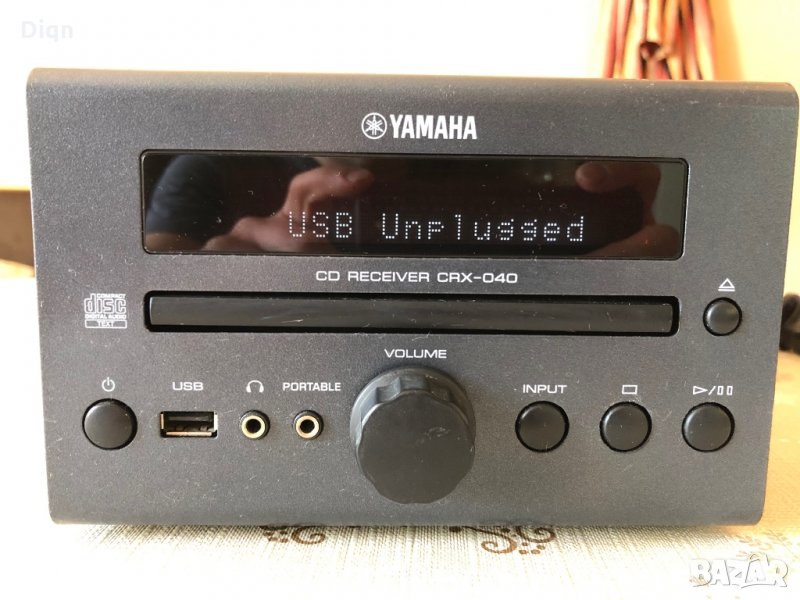 Diqn
YAMAHA
USB Unplugged
CD RECEIVER CRX-040
COMPACT
disc
DIGITAL AUDIO
TEXT
VOLUME
USB
PORTABLE
INPUT
BAZAR